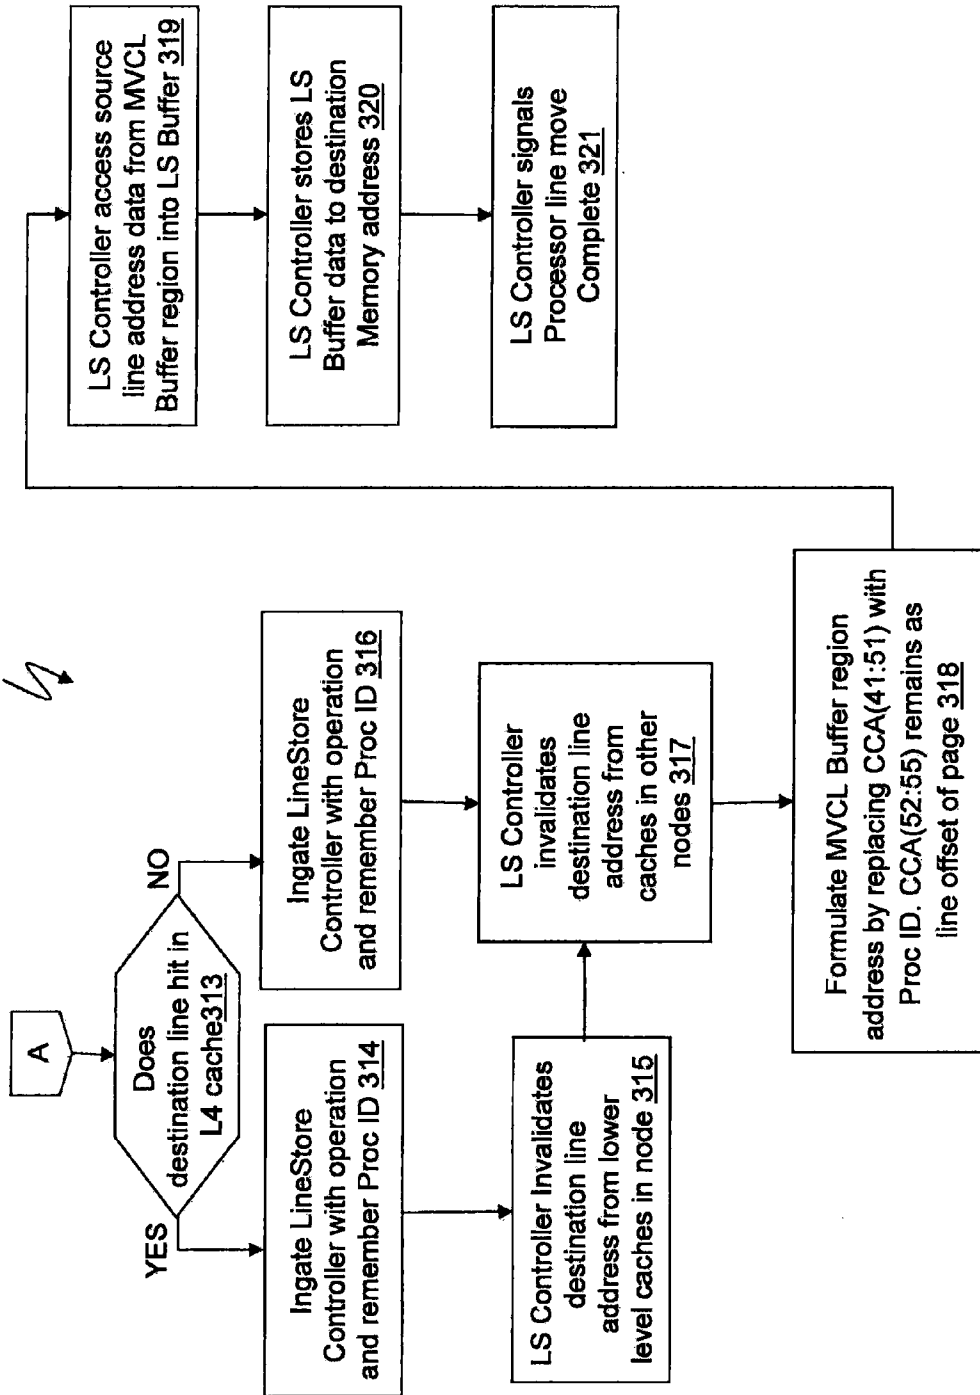 A
Does
destination line hit in
L4 cache313
YES
NO
Ingate LineStore
Controller with operation
and remember Proc ID 314
LS Controller Invalidates
destination line
address from lower
level caches in node 315
Ingate LineStore
Controller with operation
and remember Proc ID 316
LS Controller
invalidates
destination line
address from
caches in other
nodes 317
Formulate MVCL Buffer region
address by replacing CCA(41:51) with
Proc ID. CCA(52:55) remains as
line offset of page 318
LS Controller access source
line address data from MVCL
Buffer region into LS Buffer 319
LS Controller stores LS
Buffer data to destination
Memory address 320
LS Controller signals
Processor line move
Complete 321